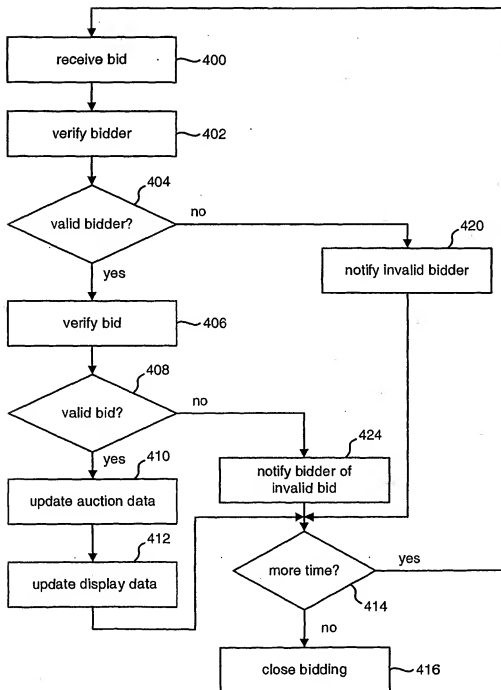 receive bid
400
verify bidder
402
404
valid bidder?
no
420
yes
notify invalid bidder
verify bid
406
408
valid bid?
no
yes
410
424
update auction data
notify bidder of
invalid bid
412
update display data
more time?
yes
414
no
close bidding
416